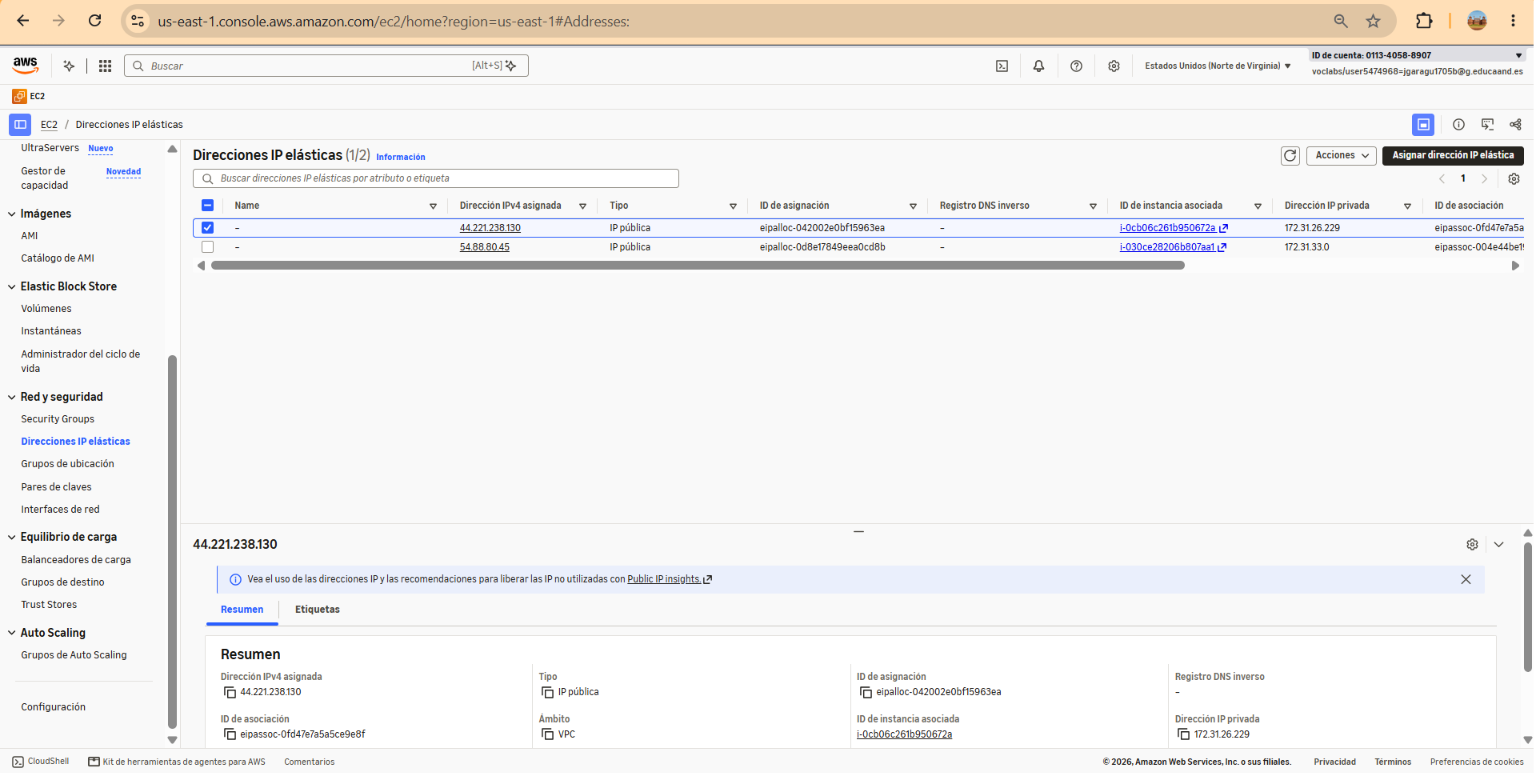 us-east-1.console.aws.amazon.com/ec2/home?region=us-east-1#Addresses:
aws
Buscar [Alt+S]
Estados Unidos (Norte de Virginia)
ID de cuenta: 0113-4058-8907
voclabs/user5474968=jgaragu1705b@g.educaand.es
EC2
EC2 / Direcciones IP elásticas
UltraServers Nuevo
Gestor de capacidad Novedad
Imágenes
AMI
Catálogo de AMI
Elastic Block Store
Volúmenes
Instantáneas
Administrador del ciclo de
vida
Red y seguridad
Security Groups
Direcciones IP elásticas
Grupos de ubicación
Pares de claves
Interfaces de red
Equilibrio de carga
Balanceadores de carga
Grupos de destino
Trust Stores
Auto Scaling
Grupos de Auto Scaling
Configuración
Direcciones IP elásticas (1/2) Información
Acciones
Asignar dirección IP elástica
Buscar direcciones IP elásticas por atributo o etiqueta
1
Name Dirección IPv4 asignada Tipo ID de asignación Registro DNS inverso ID de instancia asociada Dirección IP privada ID de asociación
– 44.221.238.130 IP pública eipalloc-042002e0bf15963ea – i-0cb06c261b950672a 172.31.26.229 eipassoc-0fd47e7a5a
– 54.88.80.45 IP pública eipalloc-0d8e17849eea0cd8b – i-030ce28206b807aa1 172.31.33.0 eipassoc-004e44be1
44.221.238.130
Vea el uso de las direcciones IP y las recomendaciones para liberar las IP no utilizadas con Public IP insights.
Resumen Etiquetas
Resumen
Dirección IPv4 asignada Tipo ID de asignación Registro DNS inverso
44.221.238.130 IP pública eipalloc-042002e0bf15963ea –
ID de asociación Ámbito ID de instancia asociada Dirección IP privada
eipassoc-0fd47e7a5a5ce9e8f VPC i-0cb06c261b950672a 172.31.26.229
CloudShell Kit de herramientas de agentes para AWS Comentarios
© 2026, Amazon Web Services, Inc. o sus filiales. Privacidad Términos Preferencias de cookies